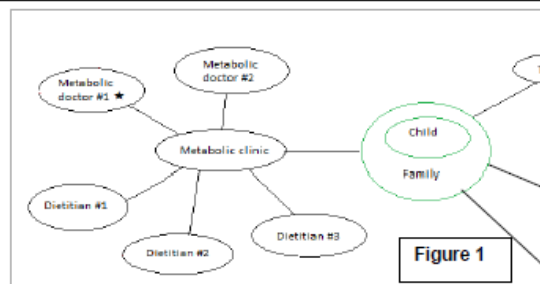 Metabolic
doctor #2
Metabolic
doctor #1 ★
Child
Metabolic clinic
Family
Dietitian #1
Dietitian #3
Dietitian #2
Figure 1